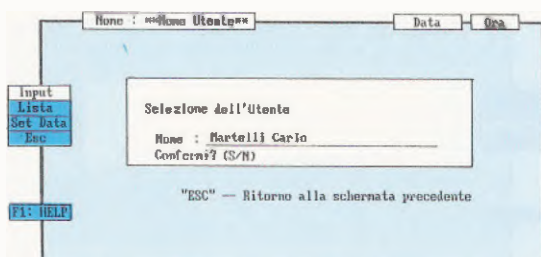 Nome : **Nome Utente**
Data
Ora
Input
Lista
Set Data
Esc
Selezione dell'Utente
Nome : Martelli Carlo
Confermi? (S/N)
"ESC" — Ritorno alla schermata precedente
F1: HELP